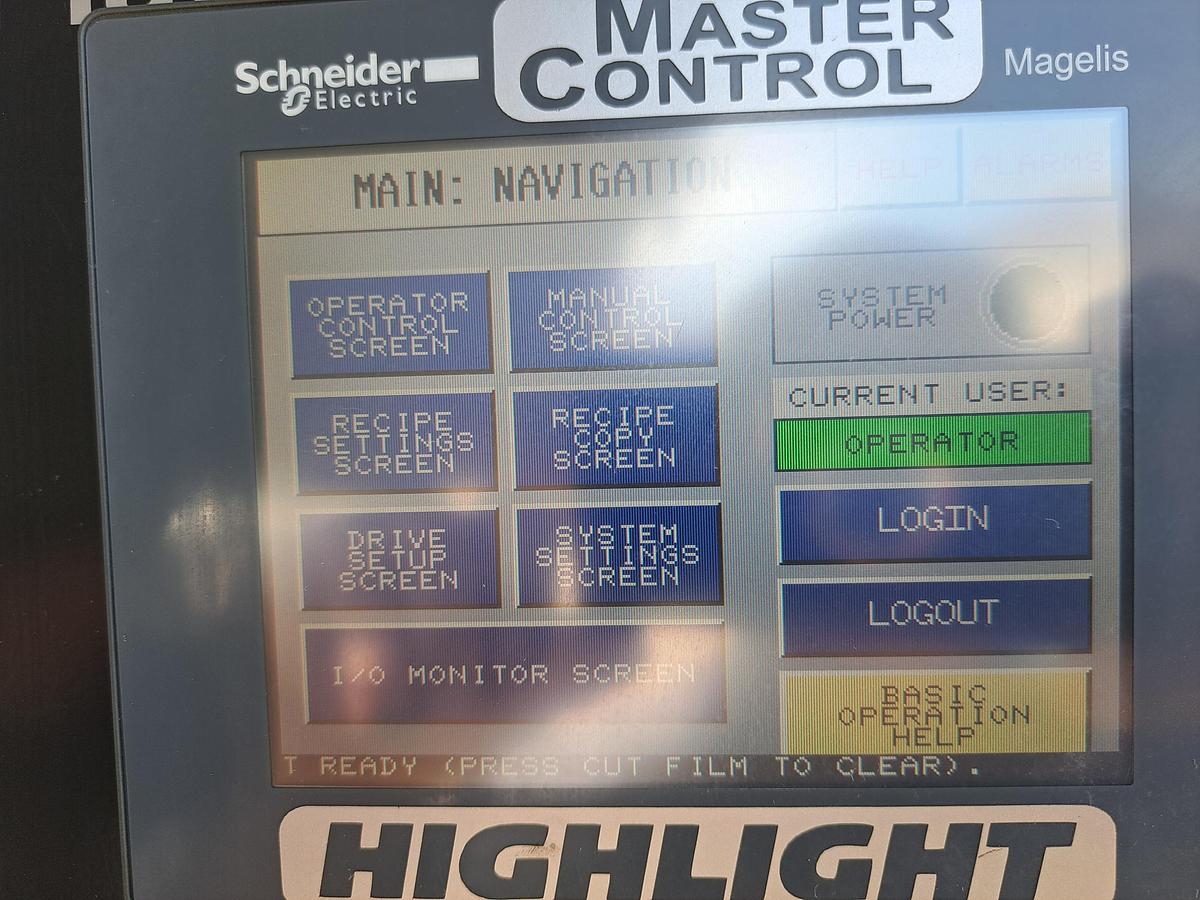 MASTER
CONTROL
Schneider
Electric
Magelis
MAIN: NAVIGATION
HELP
ALARMS
OPERATOR
CONTROL
SCREEN
MANUAL
CONTROL
SCREEN
SYSTEM
POWER
CURRENT USER:
OPERATOR
RECIPE
SETTINGS
SCREEN
RECIPE
COPY
SCREEN
LOGIN
DRIVE
SETUP
SCREEN
SYSTEM
SETTINGS
SCREEN
LOGOUT
I/O MONITOR SCREEN
BASIC
OPERATION
HELP
T READY (PRESS CUT FILM TO CLEAR).
HIGHLIGHT